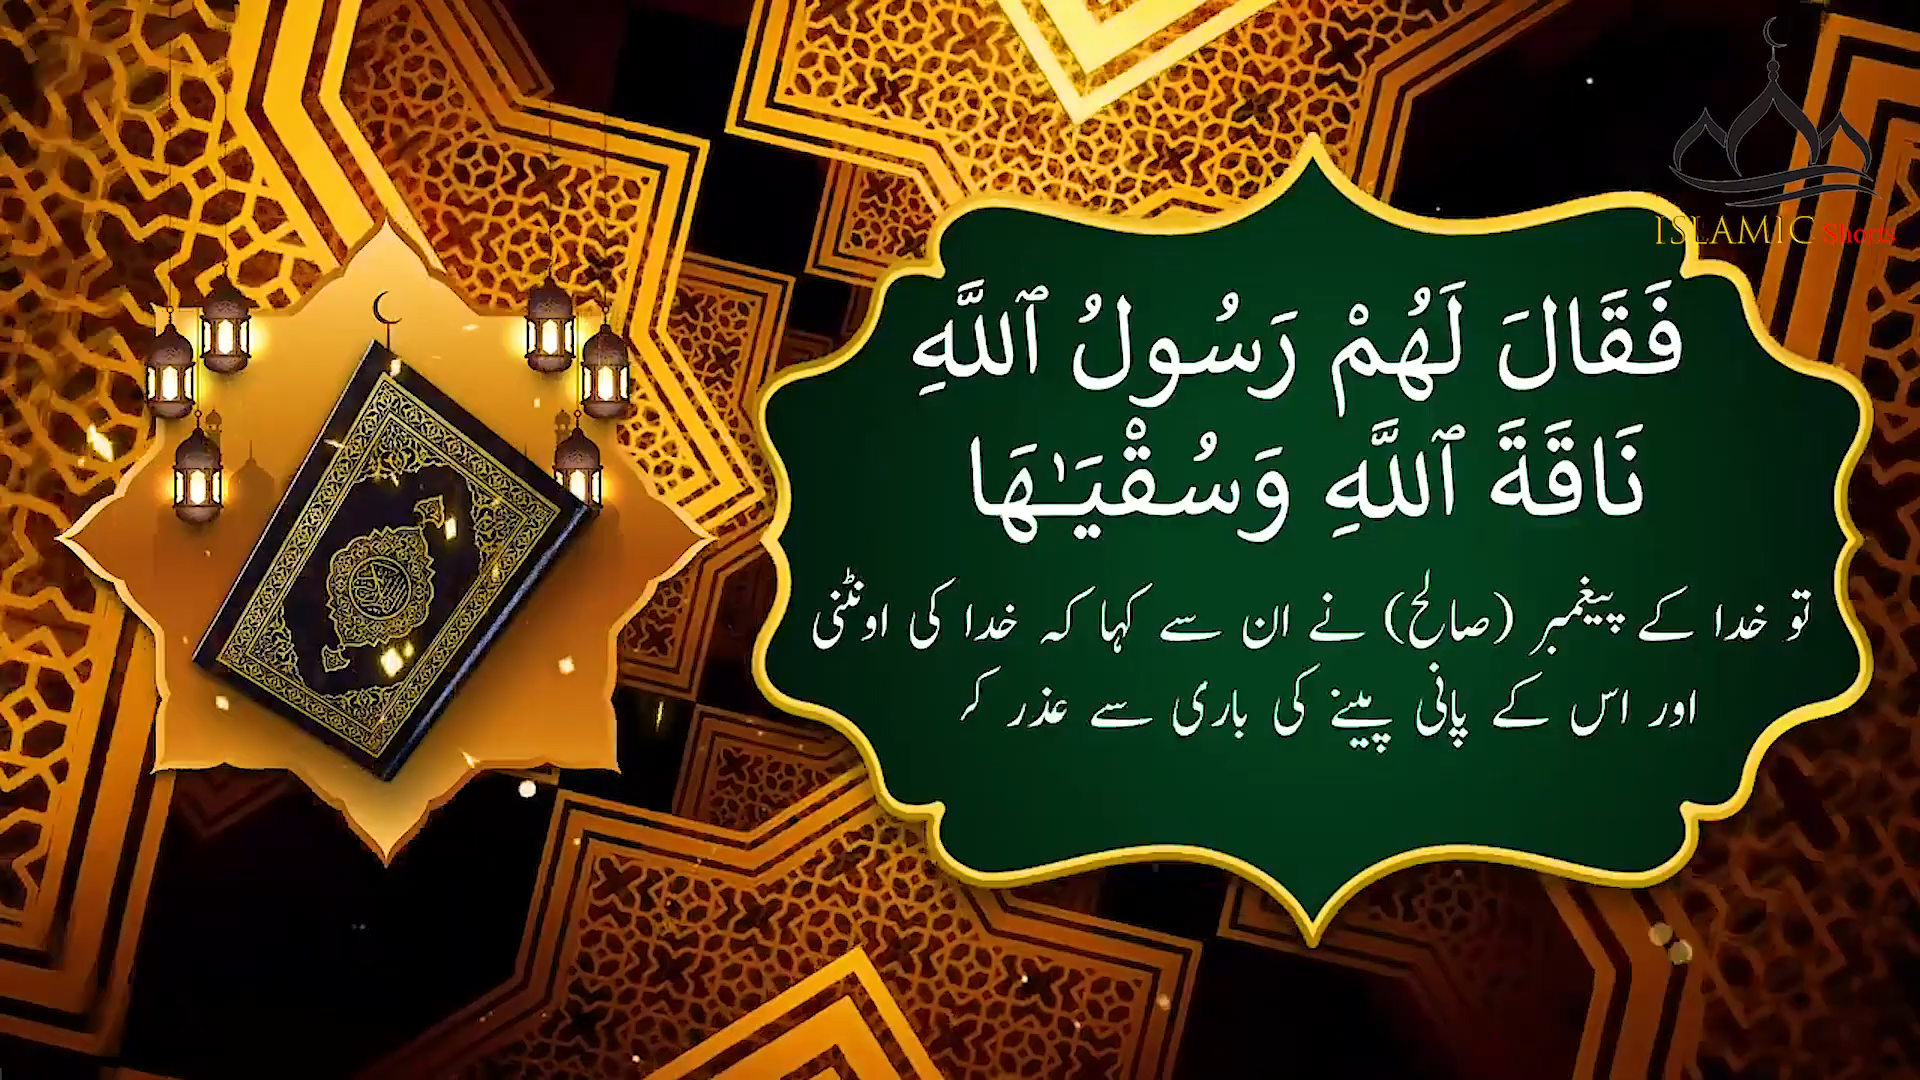 ISLAMIC Shorts
فَقَالَ لَهُمْ رَسُولُ ٱللَّهِ
نَاقَةَ ٱللَّهِ وَسُقْيَـٰهَا
تو خدا کے پیغمبر (صالح) نے ان سے کہا کہ خدا کی اونٹنی
اور اس کے پانی پینے کی باری سے عذر کر